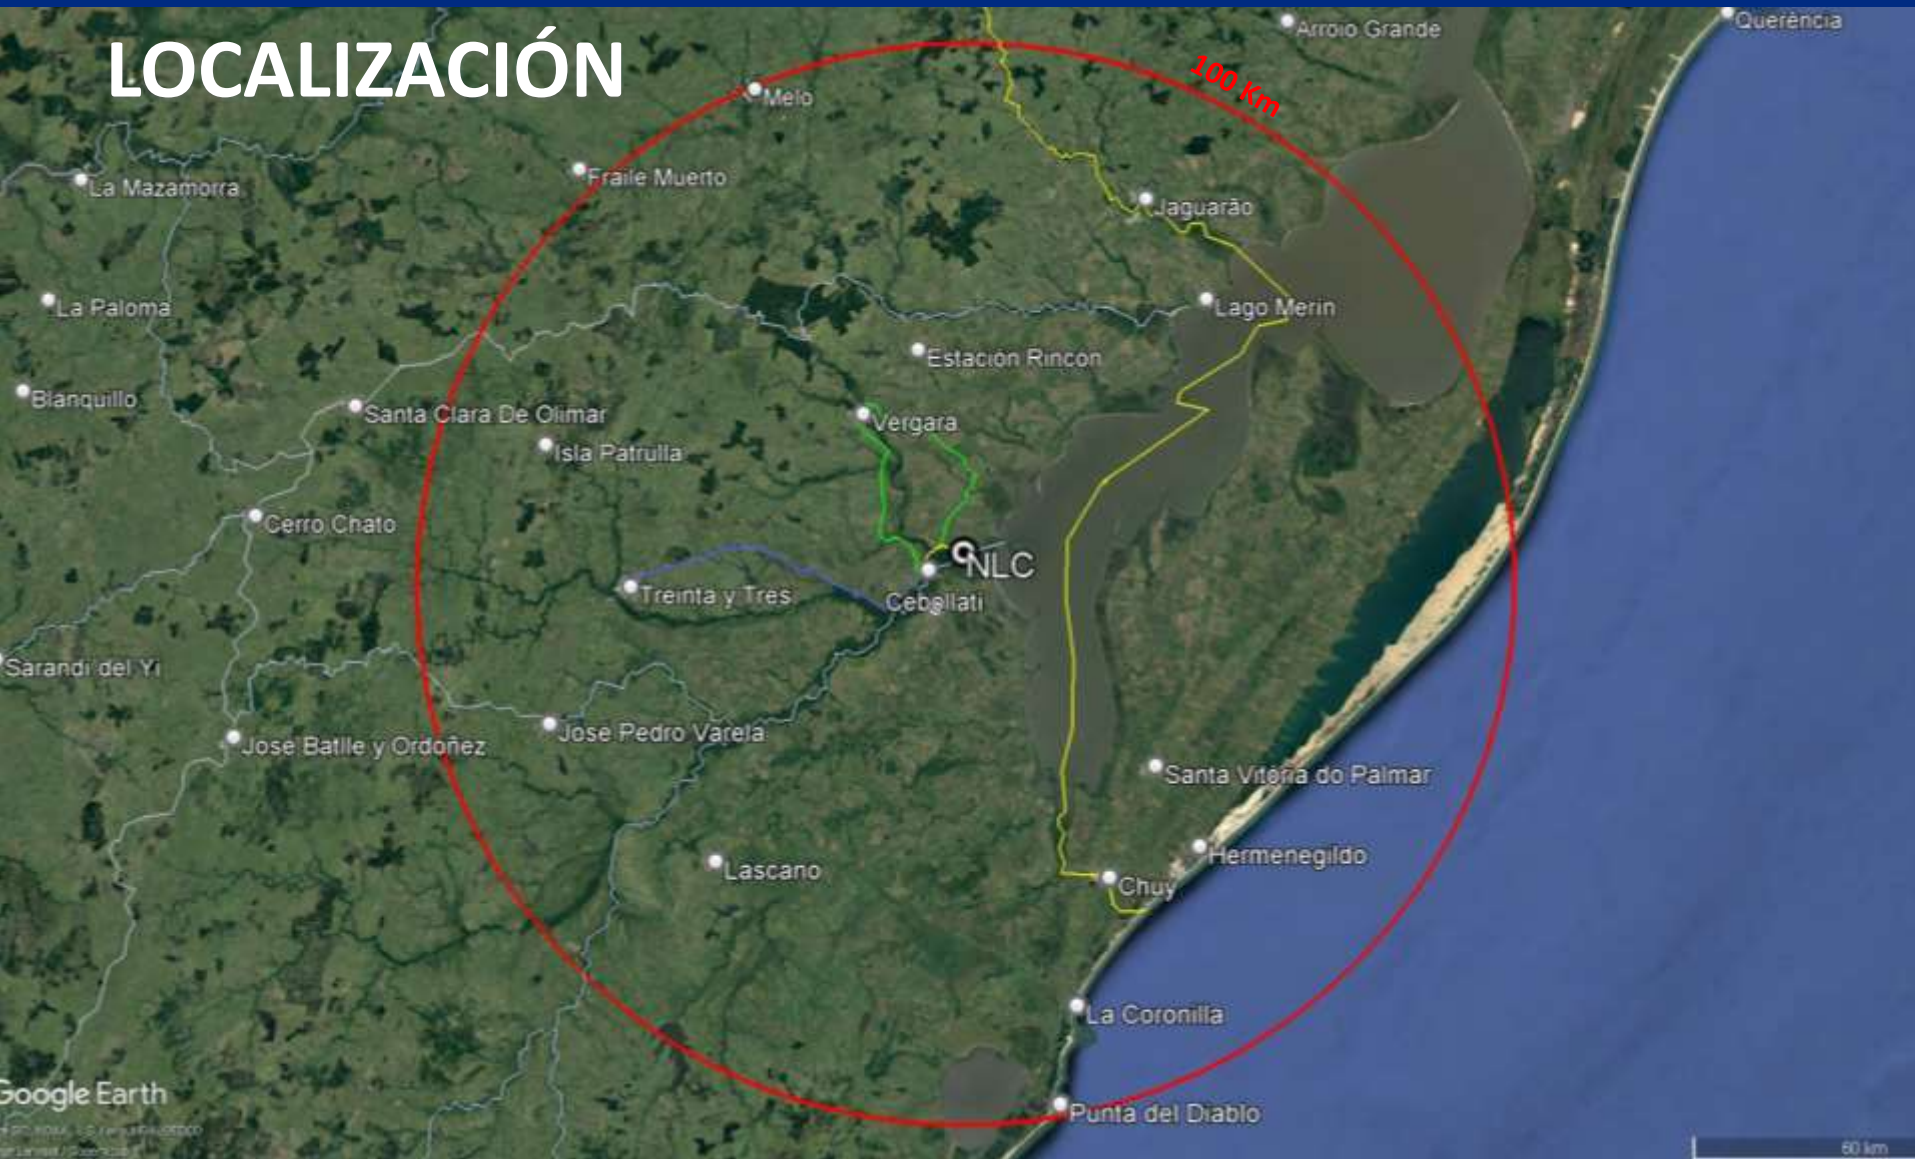 LOCALIZACIÓN
Arroio Grande
Querência
100 Km
Melo
Fraile Muerto
La Mazamorra
Jaguarão
La Paloma
Lago Merin
Estación Rincón
Blanquillo
Santa Clara De Olimar
Vergara
Isla Patrulla
Cerro Chato
NLC
Treinta y Tres
Cebollati
Sarandi del Yi
Jose Pedro Varela
Jose Batlle y Ordoñez
Santa Vitória do Palmar
Hermenegildo
Lascano
Chuy
La Coronilla
Google Earth
Punta del Diablo
60 km